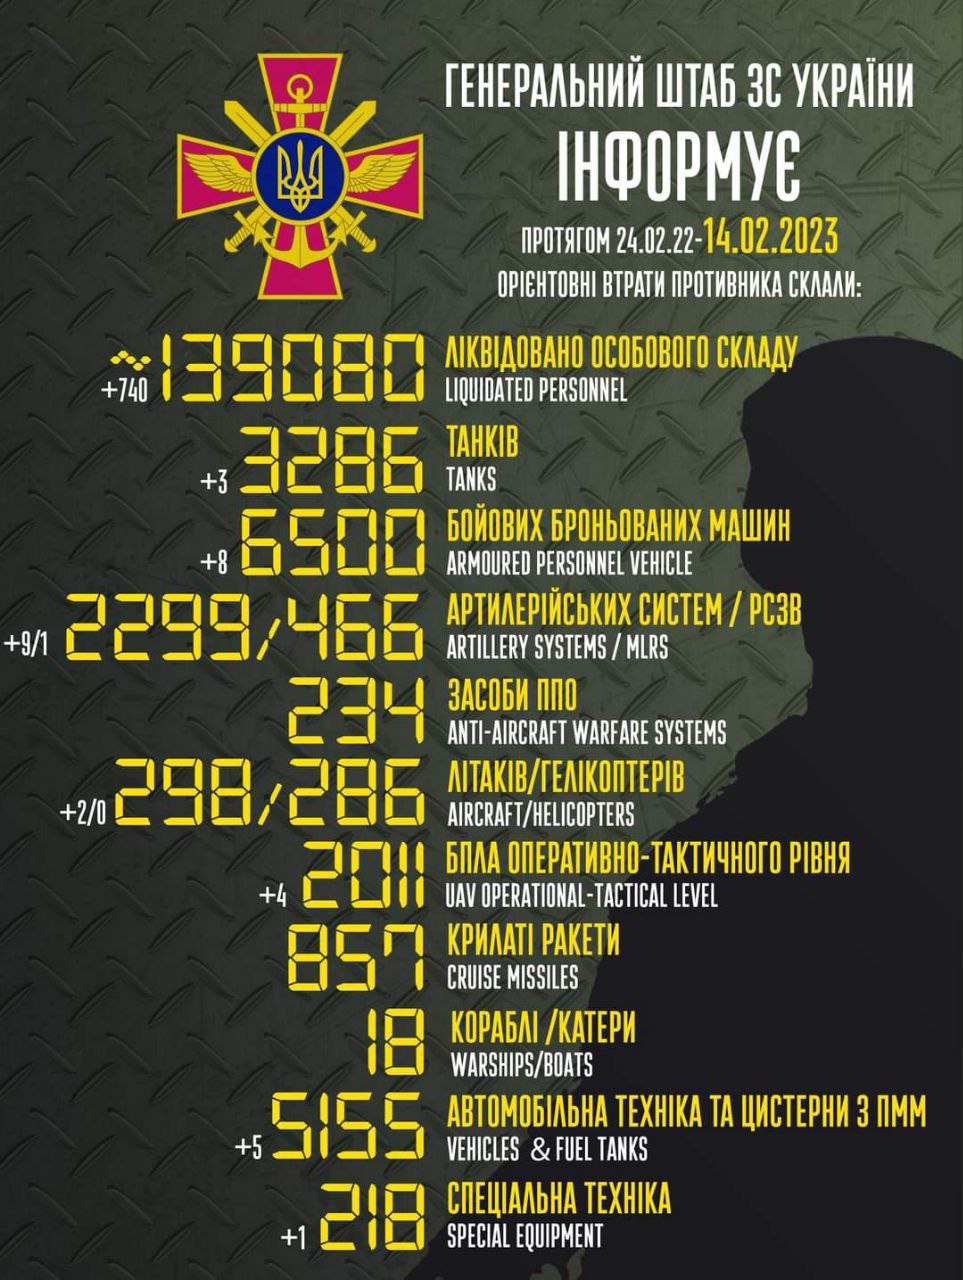 ГЕНЕРАЛЬНИЙ ШТАБ ЗС УКРАЇНИ
ІНФОРМУЄ
ПРОТЯГОМ 24.02.22-14.02.2023
ОРІЄНТОВНІ ВТРАТИ ПРОТИВНИКА СКЛАЛИ:
~139080 ЛІКВІДОВАНО ОСОБОВОГО СКЛАДУ
+740 LIQUIDATED PERSONNEL
3286 ТАНКІВ
+3 TANKS
6500 БОЙОВИХ БРОНЬОВАНИХ МАШИН
+8 ARMOURED PERSONNEL VEHICLE
2299/466 АРТИЛЕРІЙСЬКИХ СИСТЕМ / РСЗВ
+9/1 ARTILLERY SYSTEMS / MLRS
234 ЗАСОБИ ППО
ANTI-AIRCRAFT WARFARE SYSTEMS
298/286 ЛІТАКІВ/ГЕЛІКОПТЕРІВ
+2/0 AIRCRAFT/HELICOPTERS
2011 БПЛА ОПЕРАТИВНО-ТАКТИЧНОГО РІВНЯ
+4 UAV OPERATIONAL-TACTICAL LEVEL
857 КРИЛАТІ РАКЕТИ
CRUISE MISSILES
18 КОРАБЛІ /КАТЕРИ
WARSHIPS/BOATS
5155 АВТОМОБІЛЬНА ТЕХНІКА ТА ЦИСТЕРНИ З ПММ
+5 VEHICLES & FUEL TANKS
218 СПЕЦІАЛЬНА ТЕХНІКА
+1 SPECIAL EQUIPMENT